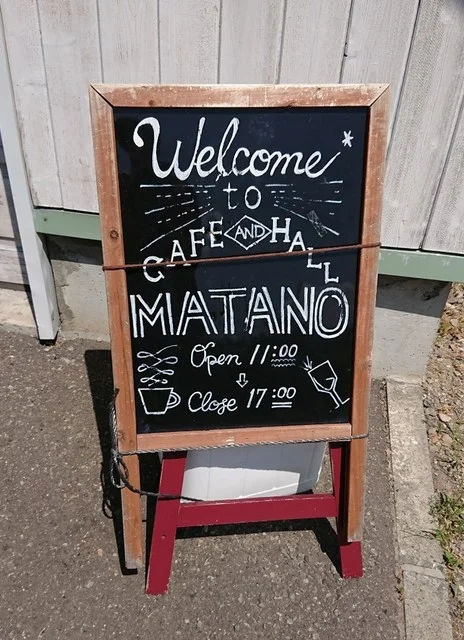 Welcome
to
CAFE AND HALL
MATANO
Open 11:00
Close 17:00